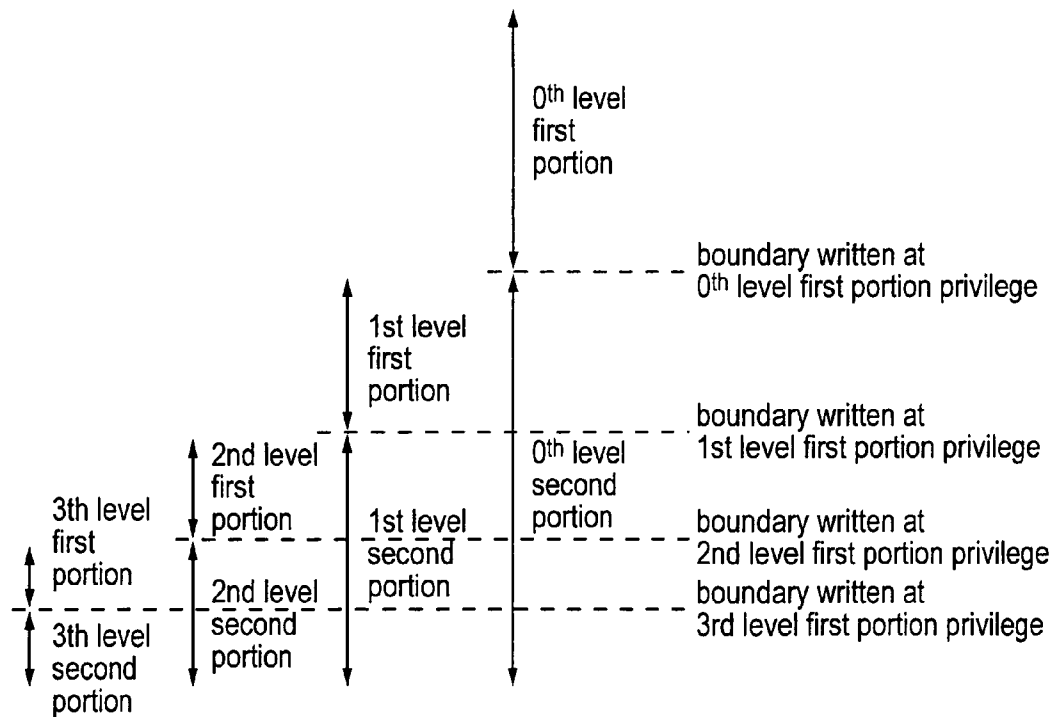 0th level
first
portion
boundary written at
0th level first portion privilege
1st level
first
portion
boundary written at
1st level first portion privilege
2nd level
first
portion
0th level
second
portion
3th level
first
portion
1st level
second
portion
boundary written at
2nd level first portion privilege
2nd level
second
portion
boundary written at
3rd level first portion privilege
3th level
second
portion